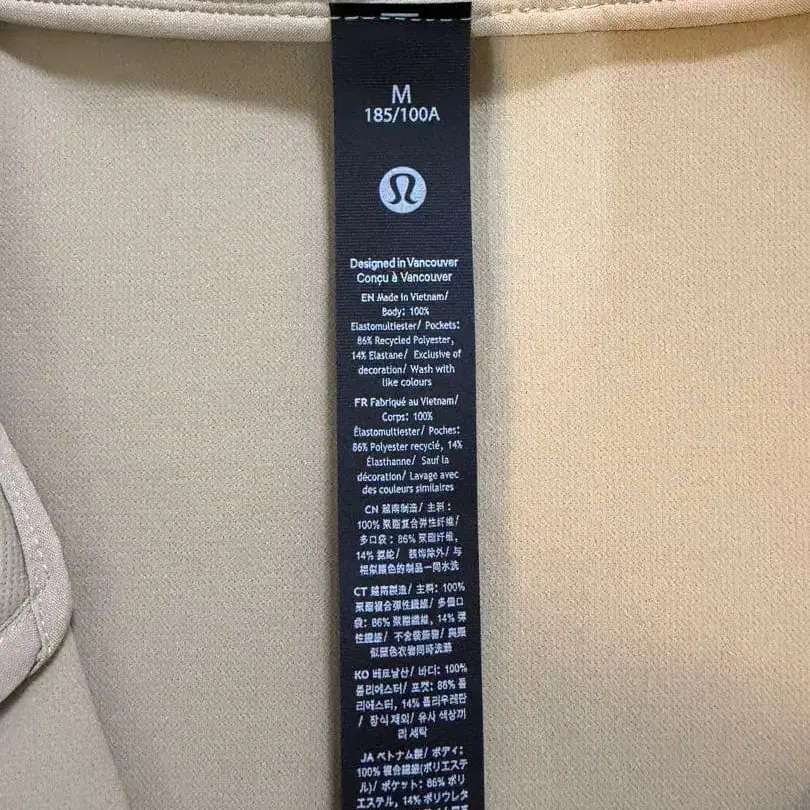 M
185/100A
Designed in Vancouver
Conçu à Vancouver
EN Made in Vietnam/
Body: 100%
Elastomultiester/ Pockets:
86% Recycled Polyester,
14% Elastane/ Exclusive of
decoration/ Wash with
like colours
FR Fabriqué au Vietnam/
Corps: 100%
Élastomultiester/ Poches:
86% Polyester recyclé, 14%
Élasthanne/ Sauf la
décoration/ Lavage avec
des couleurs similaires
CN 越南制造/ 主料:
100% 聚酯复合弹性纤维/
多口袋: 86% 聚酯纤维,
14% 氨纶/ 装饰除外/ 与
相似颜色的制品一同水洗
CT 越南製造/ 主料: 100%
聚酯複合彈性纖維/ 多個口
袋: 86% 聚酯纖維, 14% 彈
性纖維/ 不含裝飾物/ 與類
似顏色衣物同時洗滌
KO 베트남산/ 바디: 100%
폴리에스터/ 포켓: 86% 폴
리에스터, 14% 폴리우레탄
/ 장식 제외/ 유사 색상끼
리 세탁
JA ベトナム製/ ボディ:
100% 複合繊維(ポリエステ
ル)/ ポケット: 86% ポリ
エステル, 14% ポリウレタ